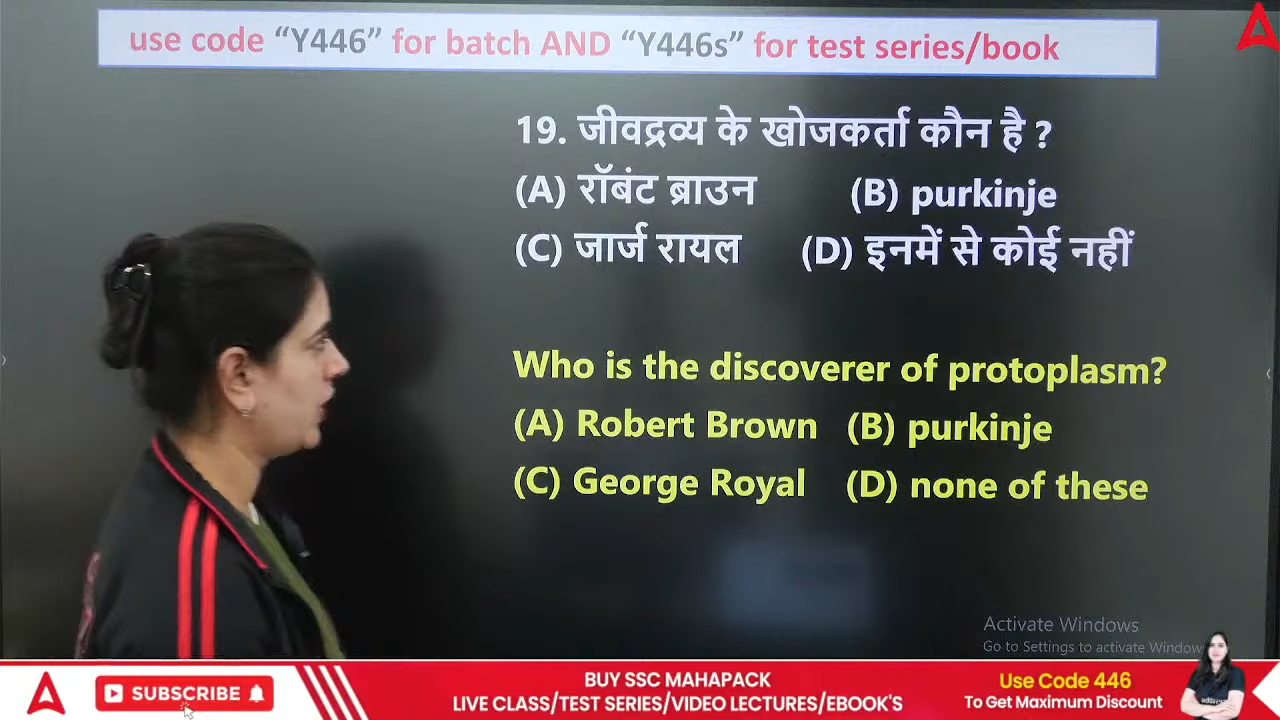 use code “Y446” for batch AND “Y446s” for test series/book
19. जीवद्रव्य के खोजकर्ता कौन है ?
(A) रॉबंट ब्राउन (B) purkinje
(C) जार्ज रायल (D) इनमें से कोई नहीं
Who is the discoverer of protoplasm?
(A) Robert Brown (B) purkinje
(C) George Royal (D) none of these
Activate Windows
Go to Settings to activate Windows
SUBSCRIBE
BUY SSC MAHAPACK
LIVE CLASS/TEST SERIES/VIDEO LECTURES/EBOOK'S
Use Code 446
To Get Maximum Discount